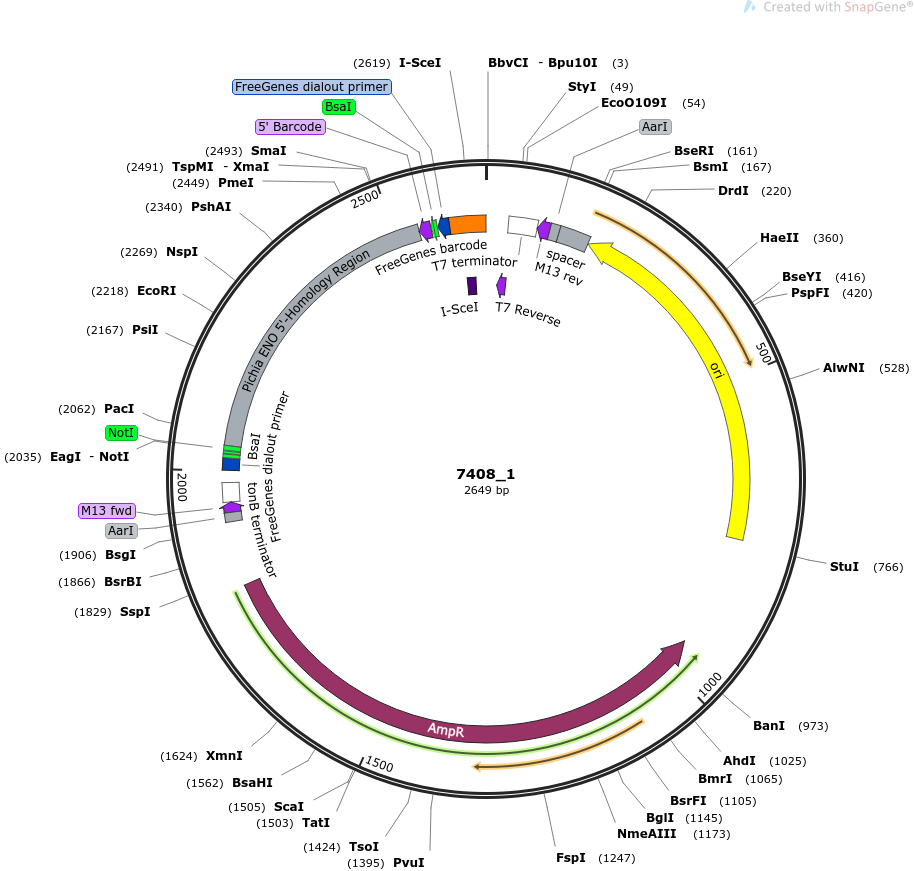 Created with SnapGene®
(2619) I-SceI
BbvCI - Bpu10I (3)
FreeGenes dialout primer
StyI (49)
BsaI
EcoO109I (54)
5' Barcode
AarI
(2493) SmaI
BseRI (161)
(2491) TspMI - XmaI
BsmI (167)
(2449) PmeI
DrdI (220)
2500
(2340) PshAI
HaeII (360)
(2269) NspI
FreeGenes barcode
T7 terminator
spacer
M13 rev
BseYI (416)
(2218) EcoRI
PspFI (420)
I-SceI
T7 Reverse
Pichia ENO 5'-Homology Region
(2167) PsiI
500
ori
AlwNI (528)
(2062) PacI
NotI
BsaI
FreeGenes dialout primer
(2035) EagI - NotI
7408_1
2649 bp
2000
M13 fwd
AarI
tonB terminator
(1906) BsgI
StuI (766)
(1866) BsrBI
(1829) SspI
1000
AmpR
BanI (973)
(1624) XmnI
1500
AhdI (1025)
BmrI (1065)
(1562) BsaHI
BsrFI (1105)
(1505) ScaI
BglI (1145)
(1503) TatI
NmeAIII (1173)
(1424) TsoI
FspI (1247)
(1395) PvuI